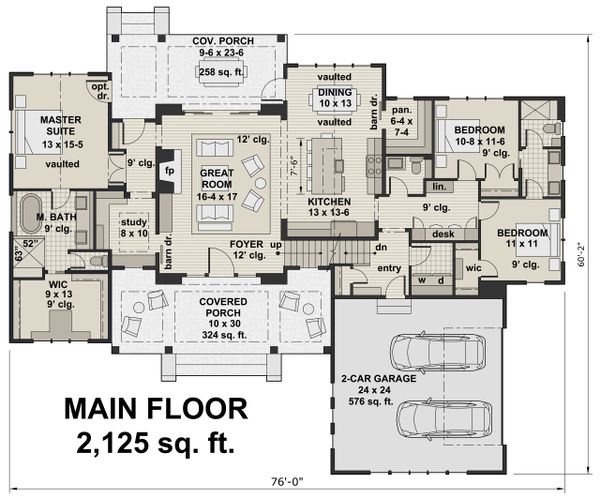 COV. PORCH
9-6 x 23-6
258 sq. ft.
opt. dr.
MASTER
SUITE
13 x 15-5
vaulted
9' clg.
fp
12' clg.
GREAT
ROOM
16-4 x 17
vaulted
DINING
10 x 13
vaulted
barn dr.
pan.
6-4 x
7-4
7'-6"
KITCHEN
13 x 13-6
BEDROOM
10-8 x 11-6
9' clg.
lin.
9' clg.
desk
BEDROOM
11 x 11
9' clg.
M. BATH
9' clg.
52"
63"
study
8 x 10
barn dr.
FOYER
12' clg.
up
dn
entry
w
d
wic
WIC
9 x 13
9' clg.
COVERED
PORCH
10 x 30
324 sq. ft.
2-CAR GARAGE
24 x 24
576 sq. ft.
60'-2"
MAIN FLOOR
2,125 sq. ft.
76'-0"